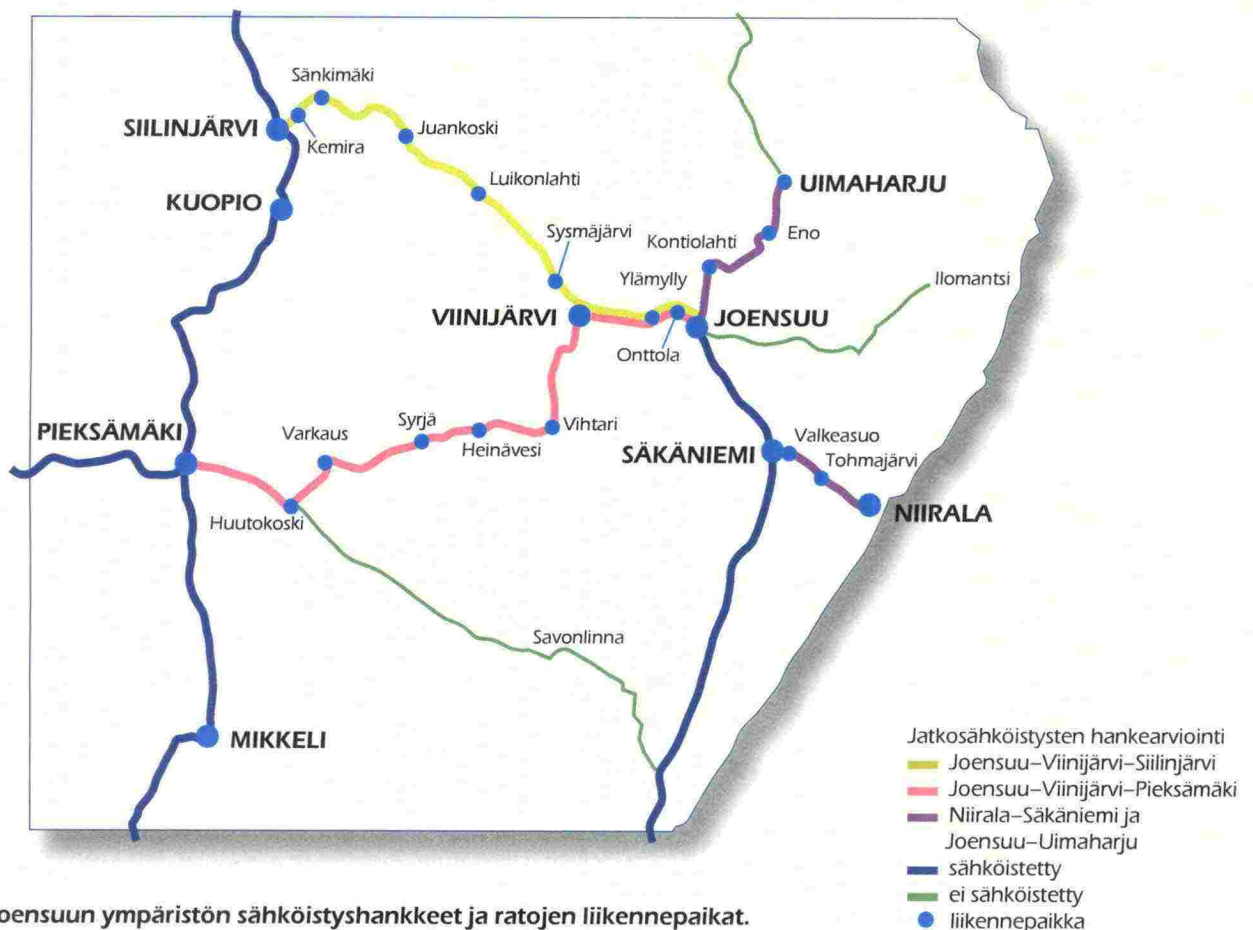 Sänkimäki
SIILINJÄRVI
Kemira
Juankoski
KUOPIO
Luikonlahti
UIMAHARJU
Sysmäjärvi
Kontiolahti
Eno
Ylämylly
Ilomantsi
VIINIJÄRVI
JOENSUU
Onttola
PIEKSÄMÄKI
Varkaus
Syrjä
Heinävesi
Vihtari
SÄKÄNIEMI
Valkeasuo
Tohmajärvi
Huutokoski
NIIRALA
Savonlinna
MIKKELI
Jatkosähköistysten hankearviointi
Joensuu–Viinijärvi–Siilinjärvi
Joensuu–Viinijärvi–Pieksämäki
Niirala–Säkäniemi ja
Joensuu–Uimaharju
sähköistetty
ei sähköistetty
liikennepaikka
oensuun ympäristön sähköistyshankkeet ja ratojen liikennepaikat.